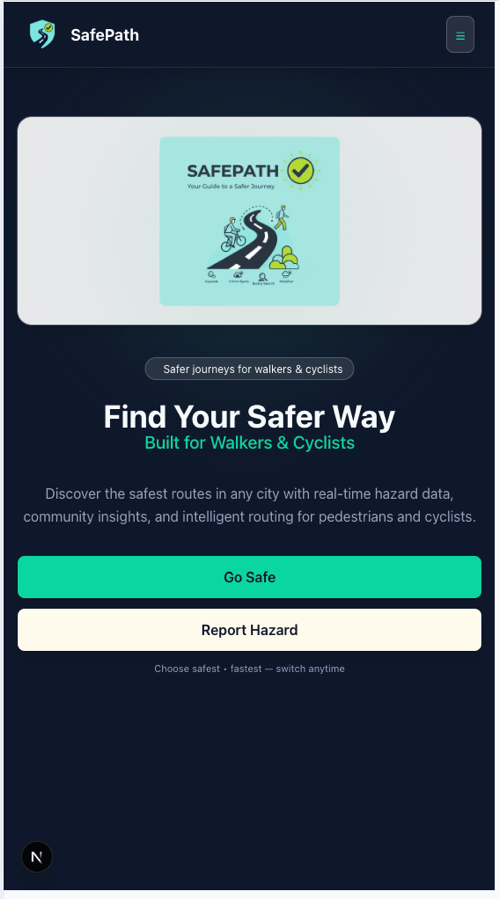 SafePath
≡
SAFEPATH
Your Guide to a Safer Journey
Hazards
Weather
Safer journeys for walkers & cyclists
Find Your Safer Way
Built for Walkers & Cyclists
Discover the safest routes in any city with real-time hazard data,
community insights, and intelligent routing for pedestrians and cyclists.
Go Safe
Report Hazard
Choose safest • fastest — switch anytime
N